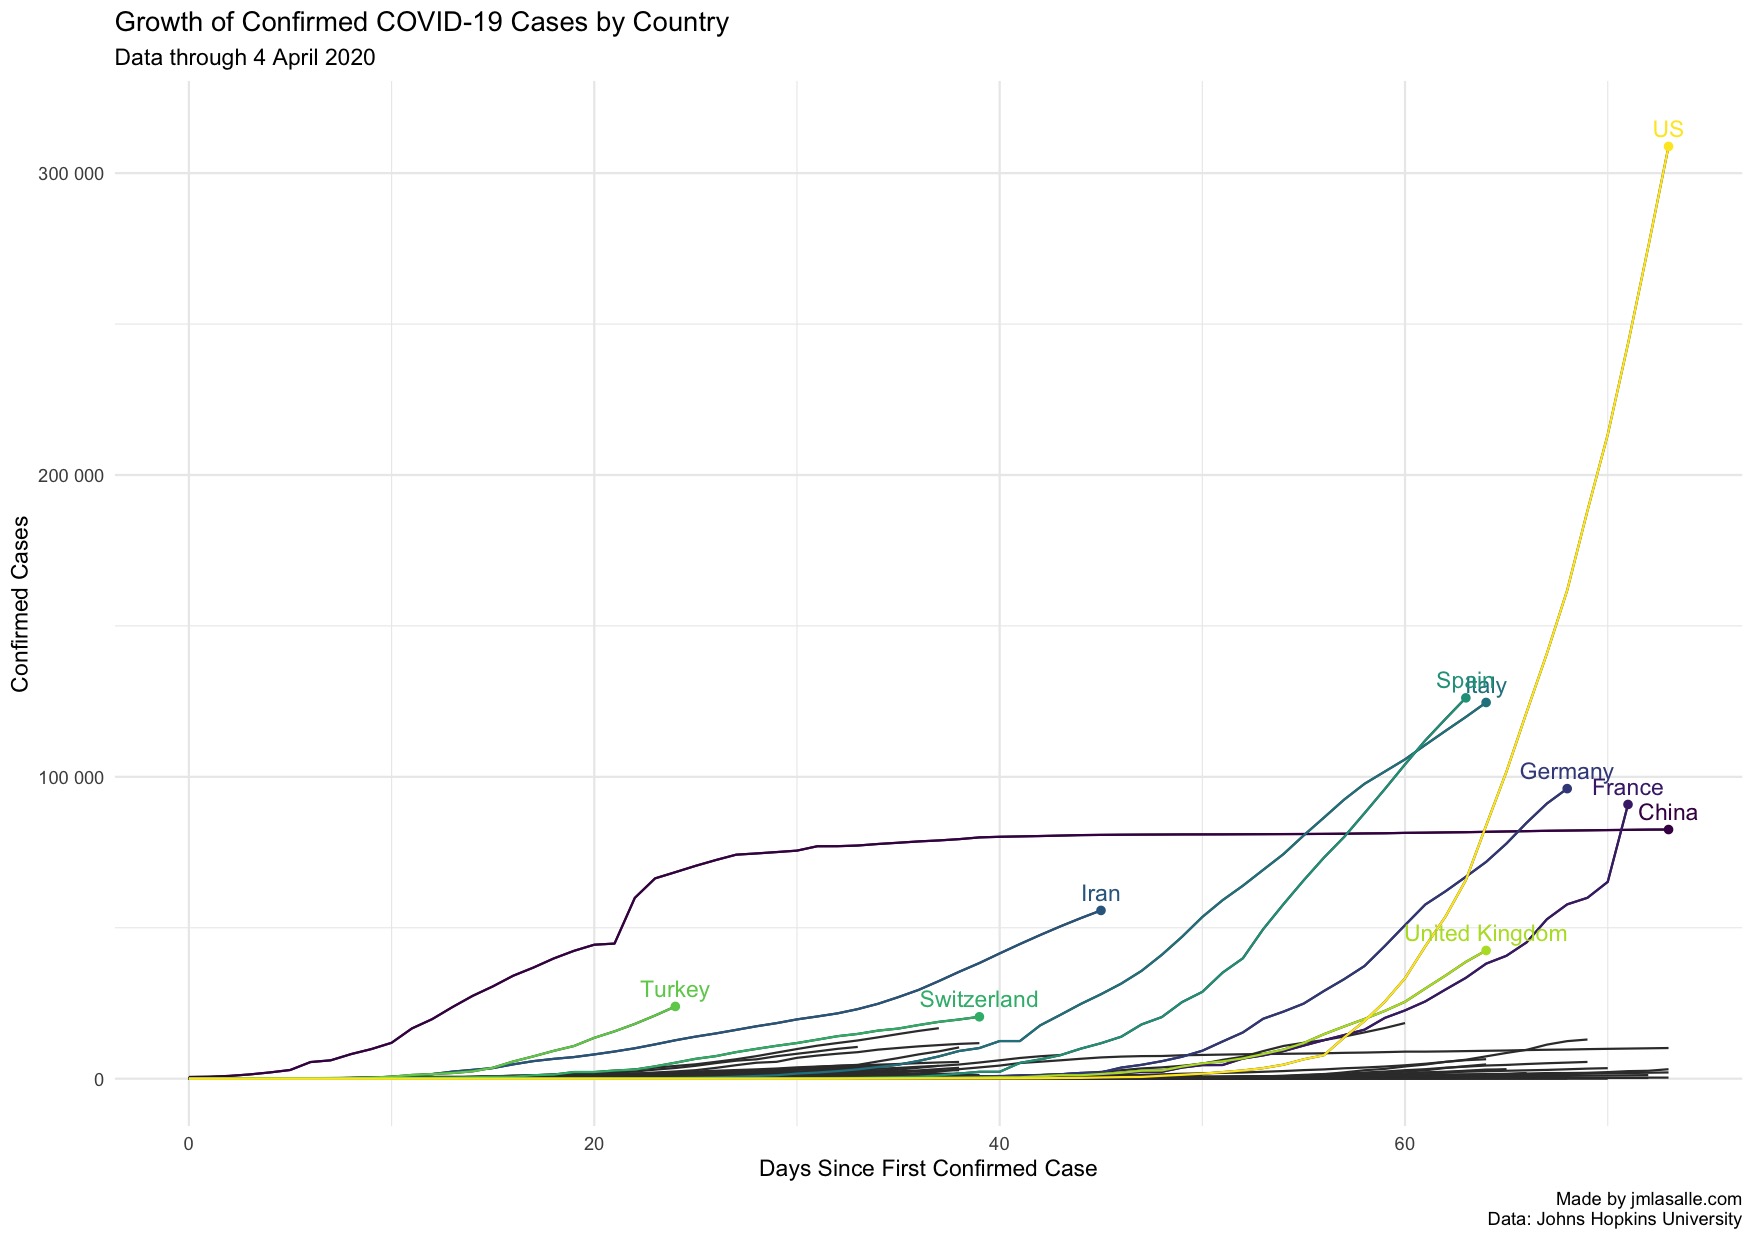 Growth of Confirmed COVID-19 Cases by Country
Data through 4 April 2020
US
300 000
200 000
Confirmed Cases
Spain
Italy
Germany
100 000
France
China
Iran
United Kingdom
Turkey
Switzerland
0
0 20 40 60
Days Since First Confirmed Case
Made by jmlasalle.com
Data: Johns Hopkins University